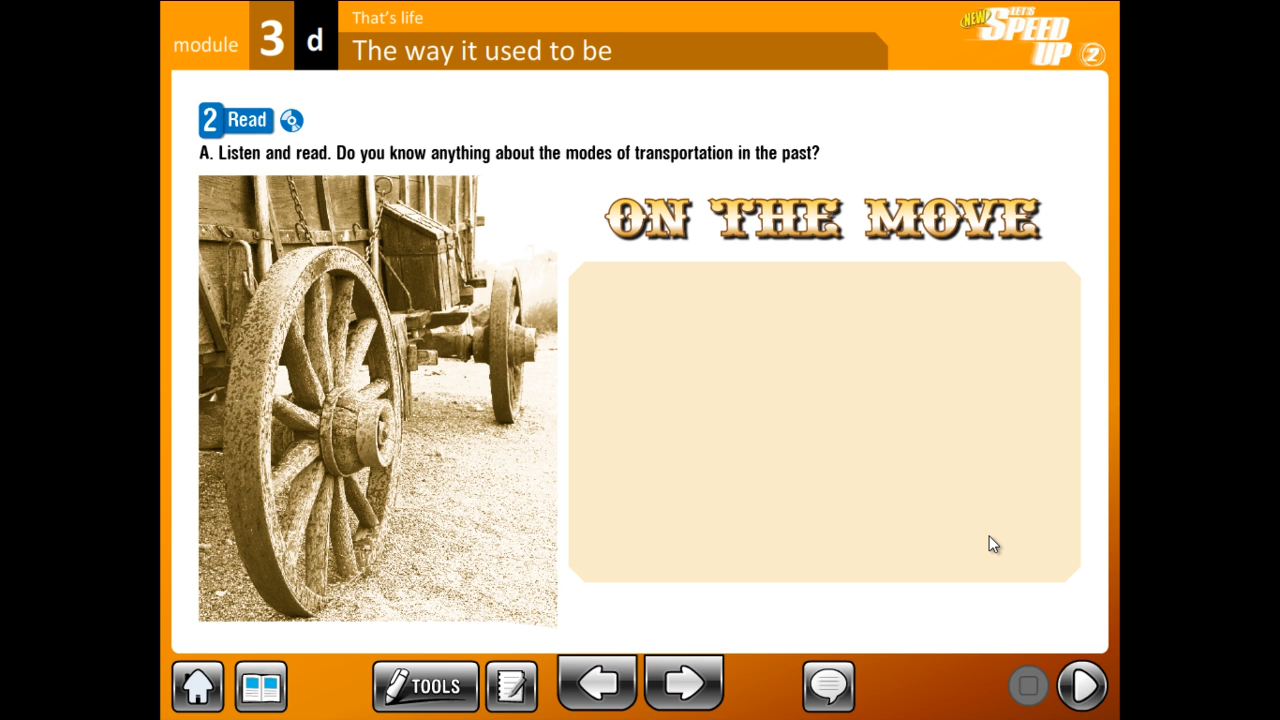 module 3 d
That's life
The way it used to be
NEW LET'S SPEED UP 2
2 Read
A. Listen and read. Do you know anything about the modes of transportation in the past?
ON THE MOVE
TOOLS